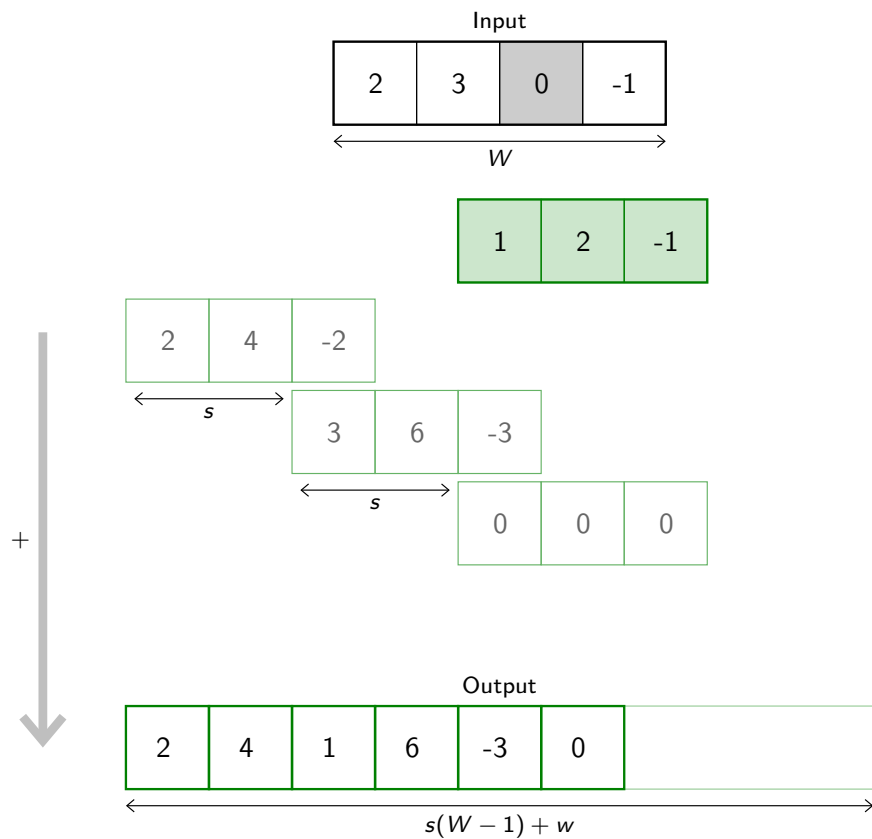 Input
2 3 0 -1
W
1 2 -1
2 4 -2
s
3 6 -3
s
0 0 0
+
Output
2 4 1 6 -3 0
s(W − 1) + w